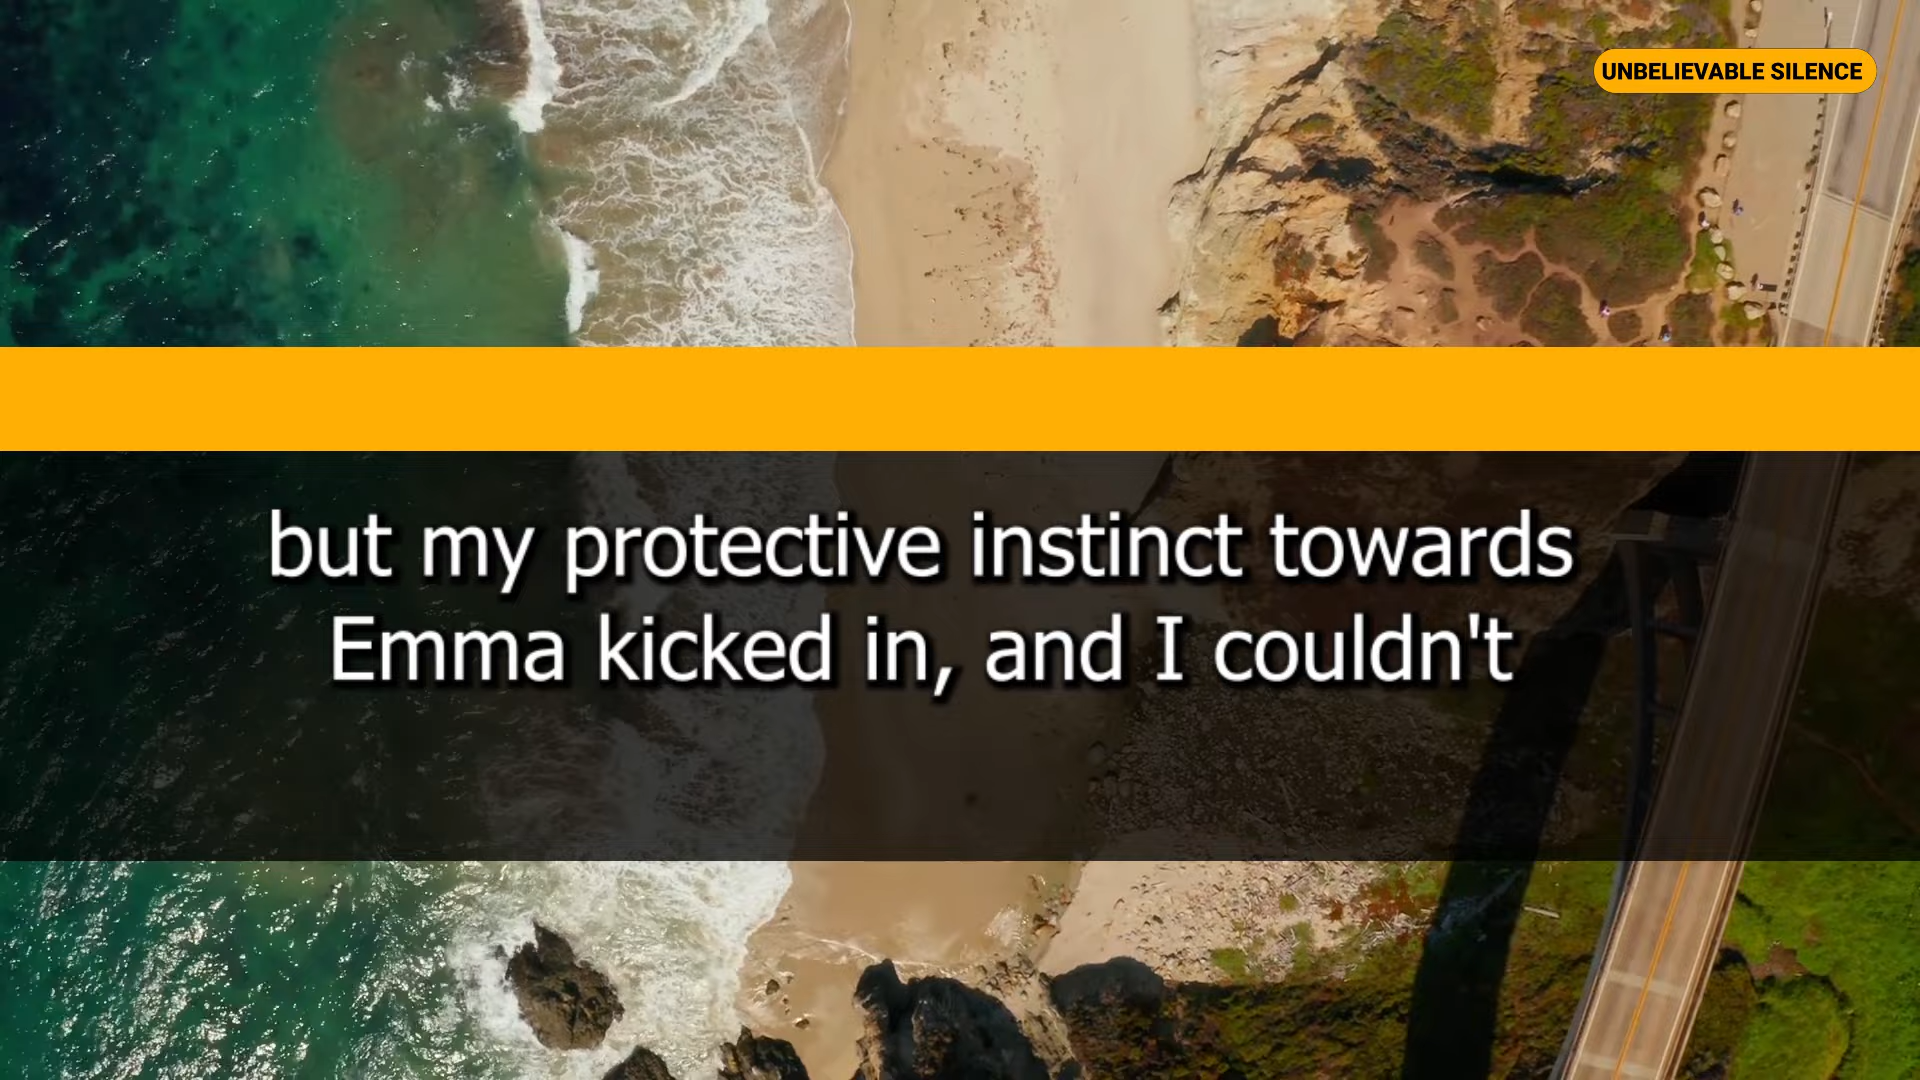 UNBELIEVABLE SILENCE
but my protective instinct towards
Emma kicked in, and I couldn't